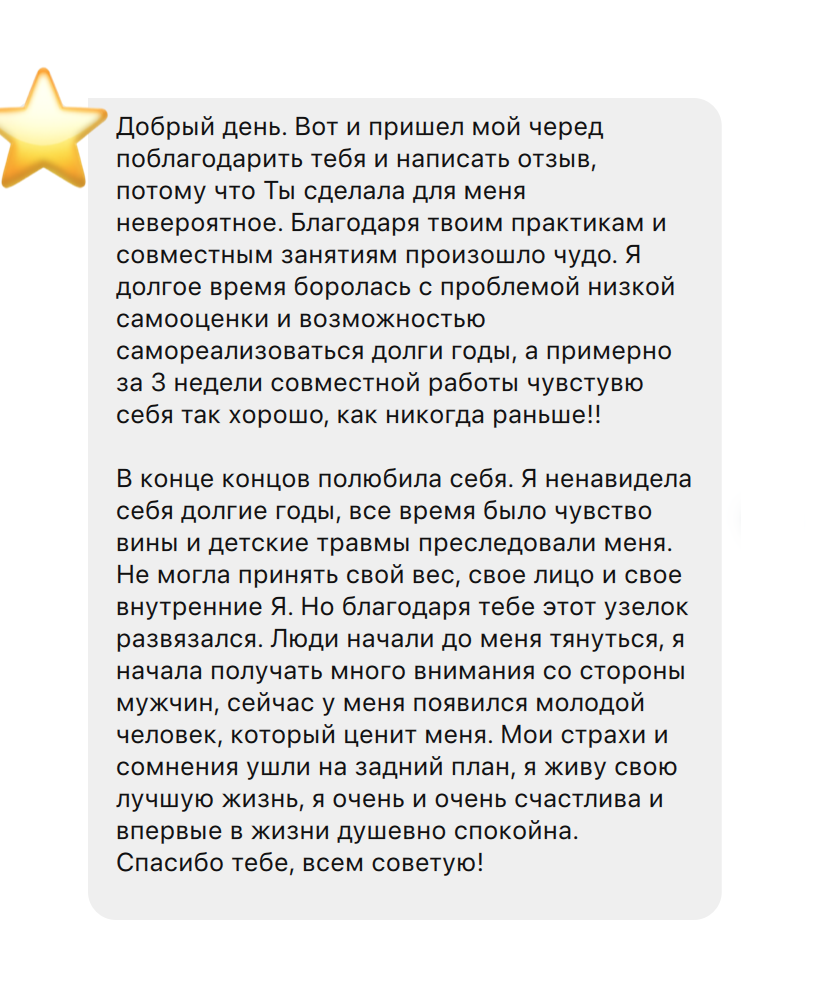 Добрый день. Вот и пришел мой черед
поблагодарить тебя и написать отзыв,
потому что Ты сделала для меня
невероятное. Благодаря твоим практикам и
совместным занятиям произошло чудо. Я
долгое время боролась с проблемой низкой
самооценки и возможностью
самореализоваться долги годы, а примерно
за 3 недели совместной работы чувстувю
себя так хорошо, как никогда раньше!!

В конце концов полюбила себя. Я ненавидела
себя долгие годы, все время было чувство
вины и детские травмы преследовали меня.
Не могла принять свой вес, свое лицо и свое
внутренние Я. Но благодаря тебе этот узелок
развязался. Люди начали до меня тянуться, я
начала получать много внимания со стороны
мужчин, сейчас у меня появился молодой
человек, который ценит меня. Мои страхи и
сомнения ушли на задний план, я живу свою
лучшую жизнь, я очень и очень счастлива и
впервые в жизни душевно спокойна.
Спасибо тебе, всем советую!